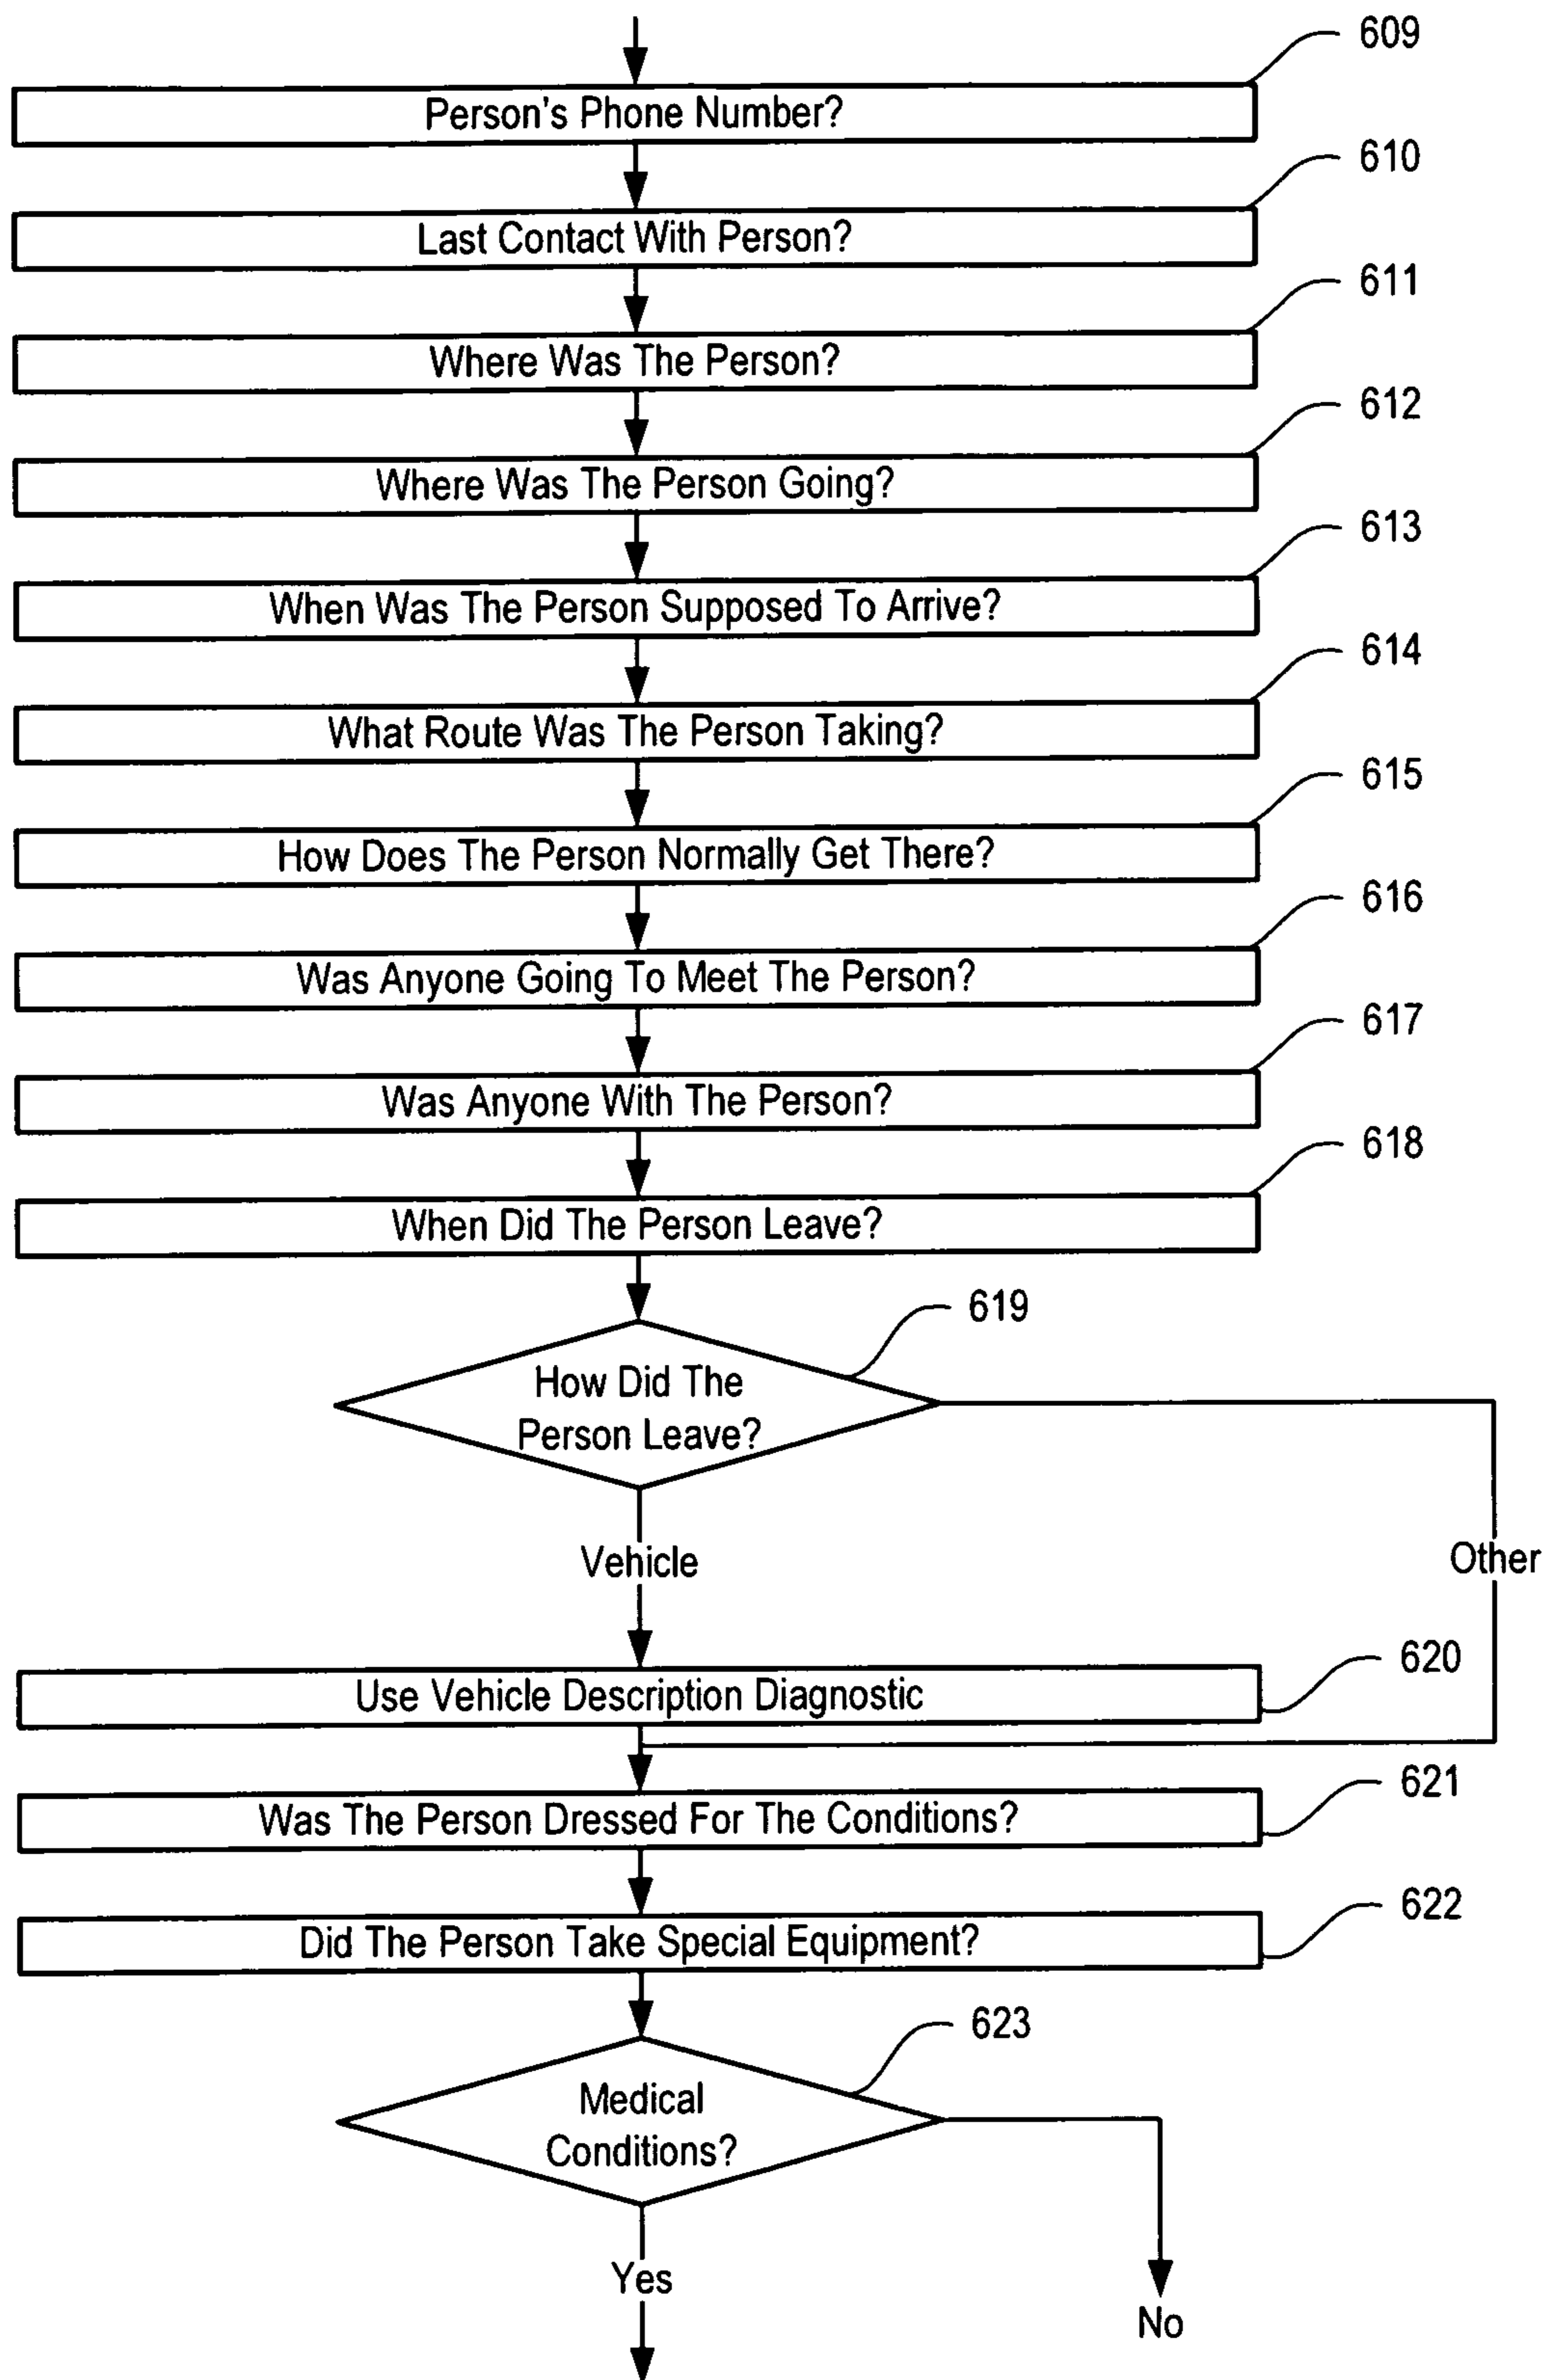 609
Person's Phone Number?
610
Last Contact With Person?
611
Where Was The Person?
612
Where Was The Person Going?
613
When Was The Person Supposed To Arrive?
614
What Route Was The Person Taking?
615
How Does The Person Normally Get There?
616
Was Anyone Going To Meet The Person?
617
Was Anyone With The Person?
618
When Did The Person Leave?
619
How Did The
Person Leave?
Vehicle
Other
620
Use Vehicle Description Diagnostic
621
Was The Person Dressed For The Conditions?
622
Did The Person Take Special Equipment?
623
Medical
Conditions?
Yes
No